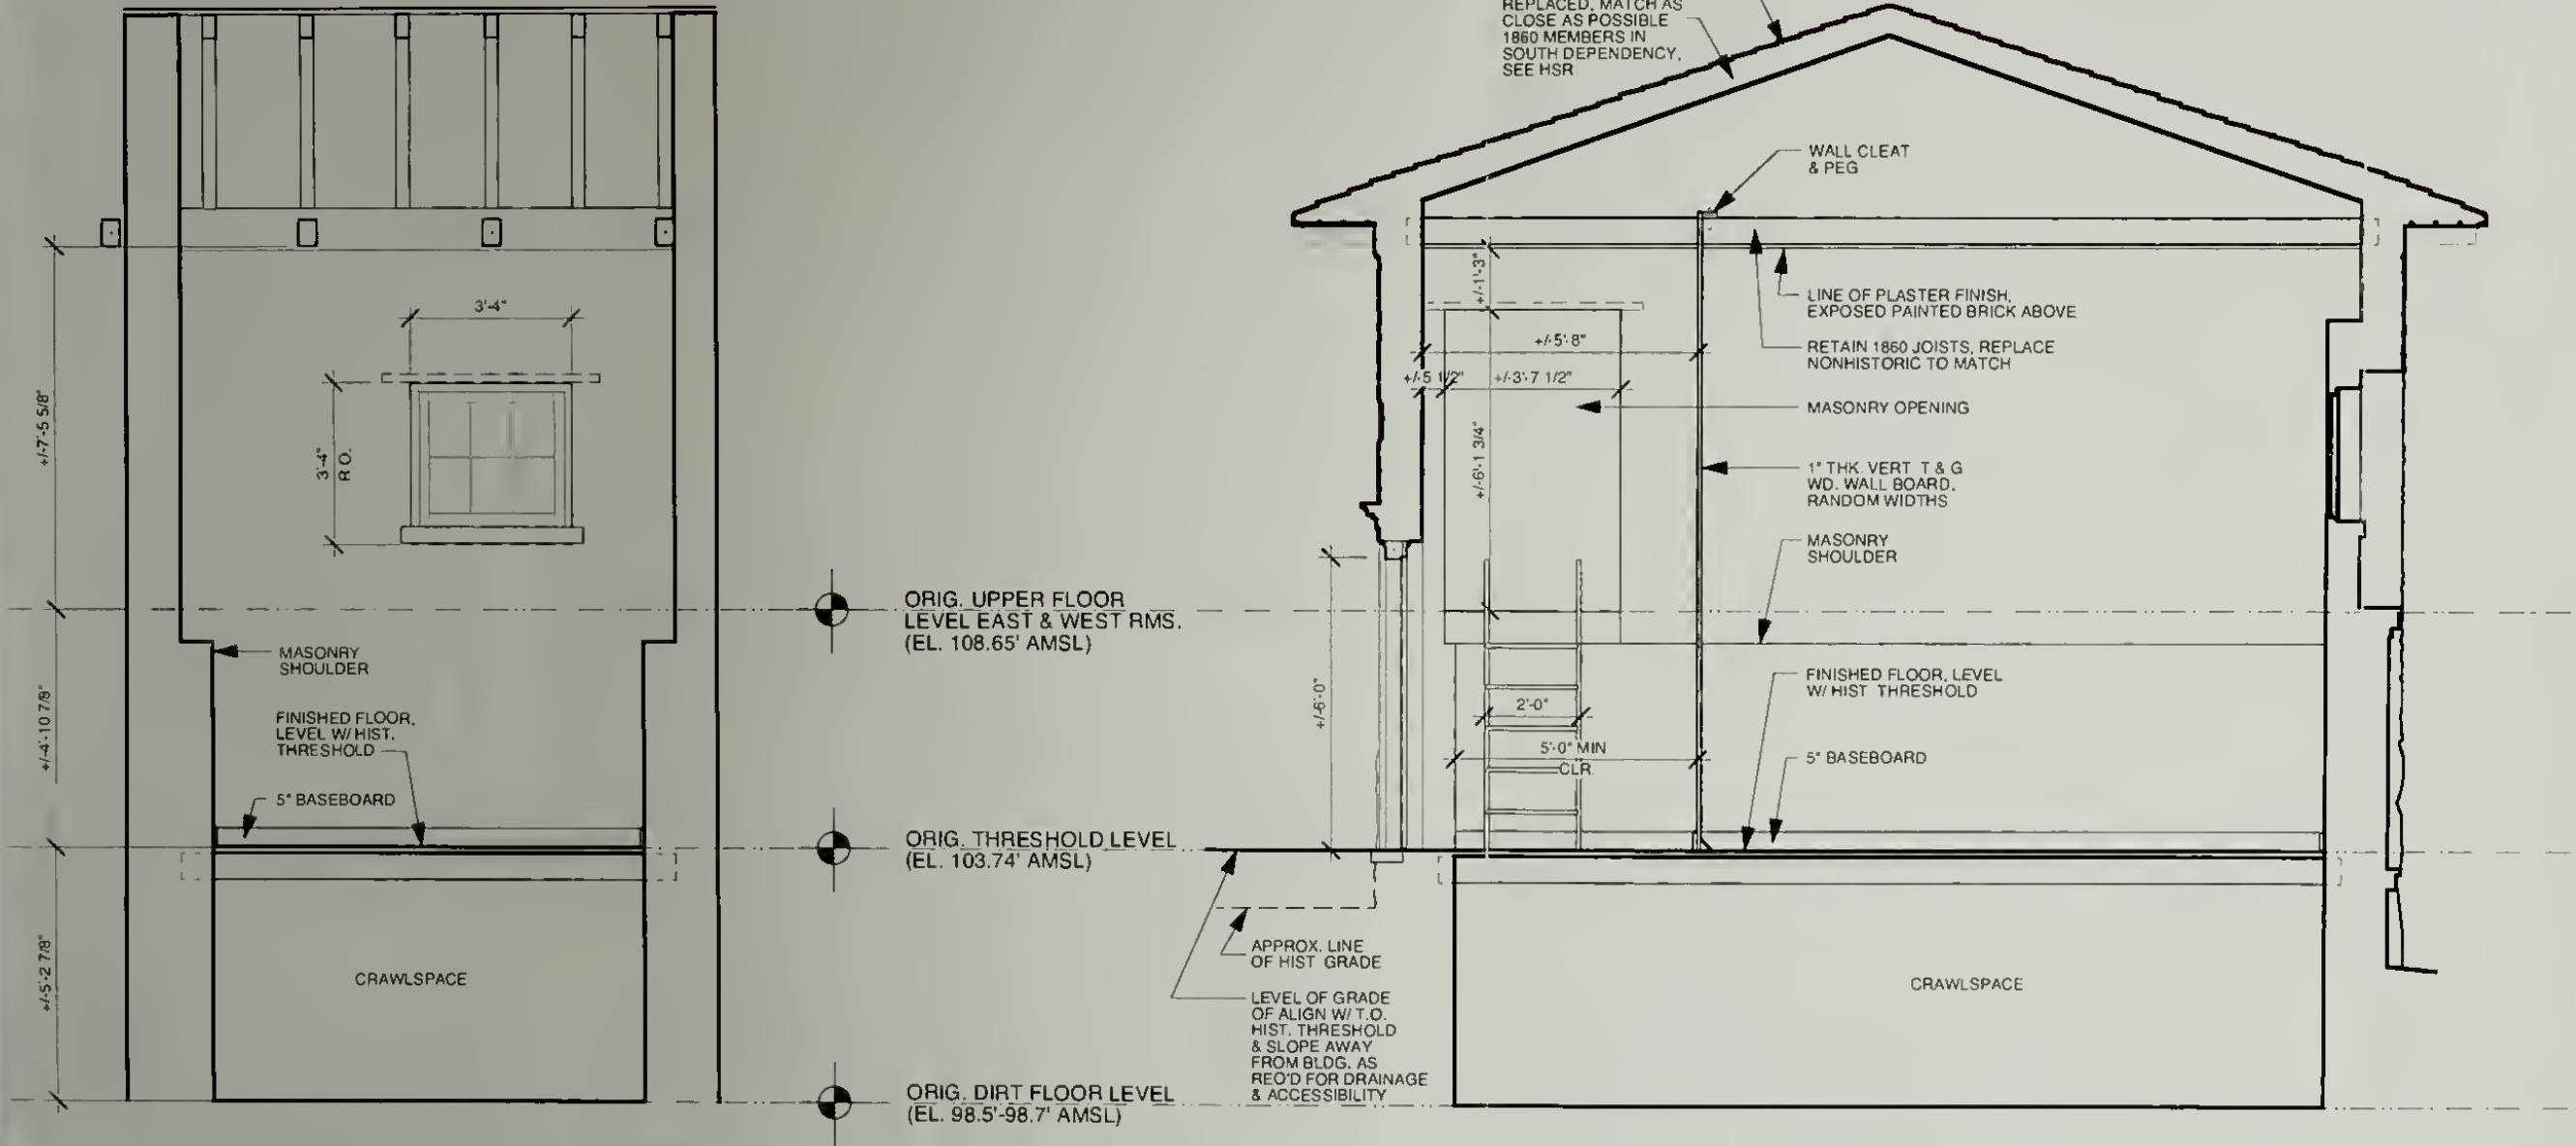 3'-4"
+/-7'-5 5/8"
3'-4"
R O.
MASONRY
SHOULDER
+/-4'-10 7/8"
FINISHED FLOOR,
LEVEL W/ HIST.
THRESHOLD
5" BASEBOARD
+/-5'-2 7/8"
CRAWLSPACE
ORIG. UPPER FLOOR
LEVEL EAST & WEST RMS.
(EL. 108.65' AMSL)
ORIG. THRESHOLD LEVEL
(EL. 103.74' AMSL)
ORIG. DIRT FLOOR LEVEL
(EL. 98.5'-98.7' AMSL)
REPLACED, MATCH AS
CLOSE AS POSSIBLE
1860 MEMBERS IN
SOUTH DEPENDENCY,
SEE HSR
WALL CLEAT
& PEG
+/-1'-3"
LINE OF PLASTER FINISH,
EXPOSED PAINTED BRICK ABOVE
+/-5'-8"
RETAIN 1860 JOISTS, REPLACE
NONHISTORIC TO MATCH
+/-5 1/2"
+/-3'-7 1/2"
MASONRY OPENING
+/-6'-1 3/4"
1" THK. VERT T & G
WD. WALL BOARD,
RANDOM WIDTHS
MASONRY
SHOULDER
+/-6'-0"
FINISHED FLOOR, LEVEL
W/ HIST THRESHOLD
2'-0"
5'-0" MIN
CLR.
5" BASEBOARD
APPROX. LINE
OF HIST GRADE
LEVEL OF GRADE
OF ALIGN W/ T.O.
HIST. THRESHOLD
& SLOPE AWAY
FROM BLDG. AS
REQ'D FOR DRAINAGE
& ACCESSIBILITY
CRAWLSPACE